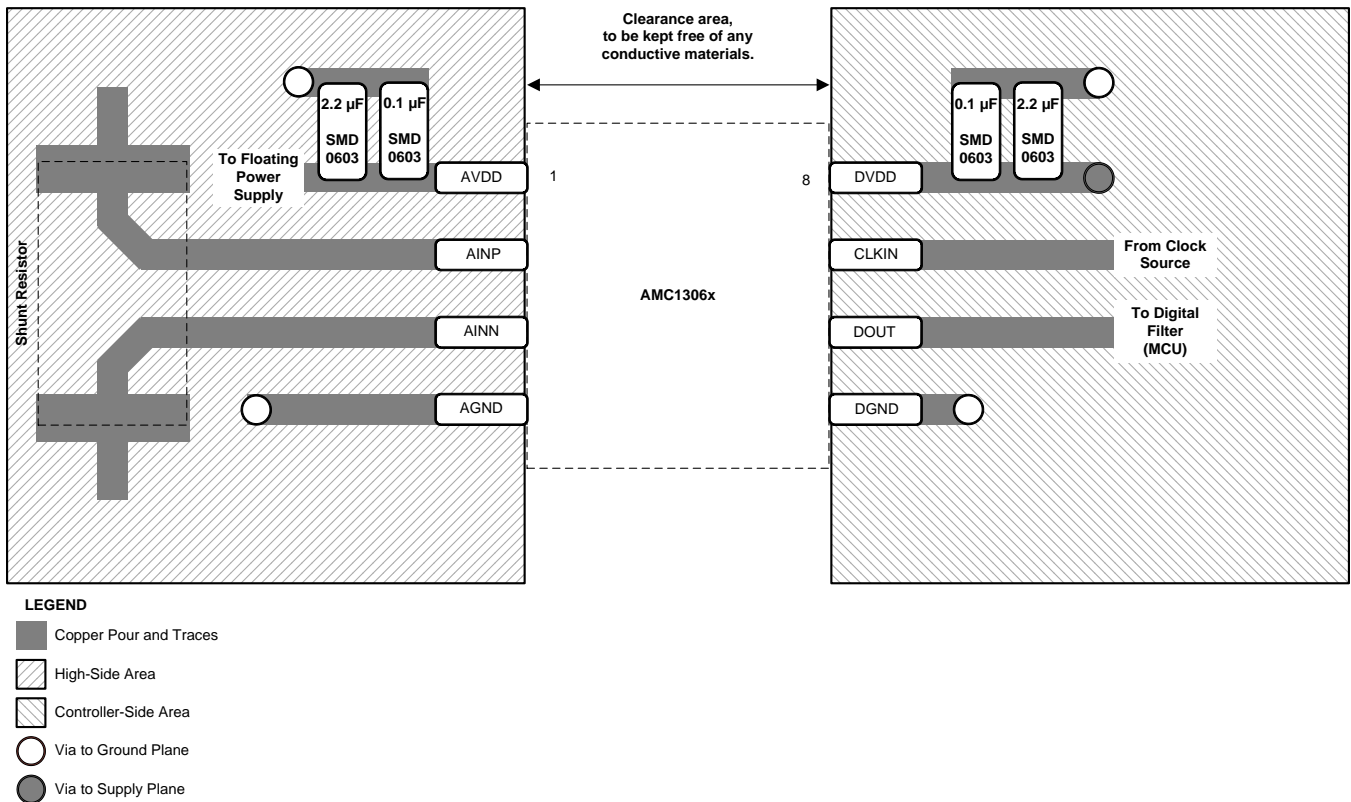 Clearance area,
to be kept free of any
conductive materials.
2.2 µF
SMD
0603
0.1 µF
SMD
0603
0.1 µF
SMD
0603
2.2 µF
SMD
0603
To Floating
Power
Supply
AVDD
1
8
DVDD
AINP
CLKIN
From Clock
Source
Shunt Resistor
AMC1306x
AINN
DOUT
To Digital
Filter
(MCU)
AGND
DGND
LEGEND
Copper Pour and Traces
High-Side Area
Controller-Side Area
Via to Ground Plane
Via to Supply Plane